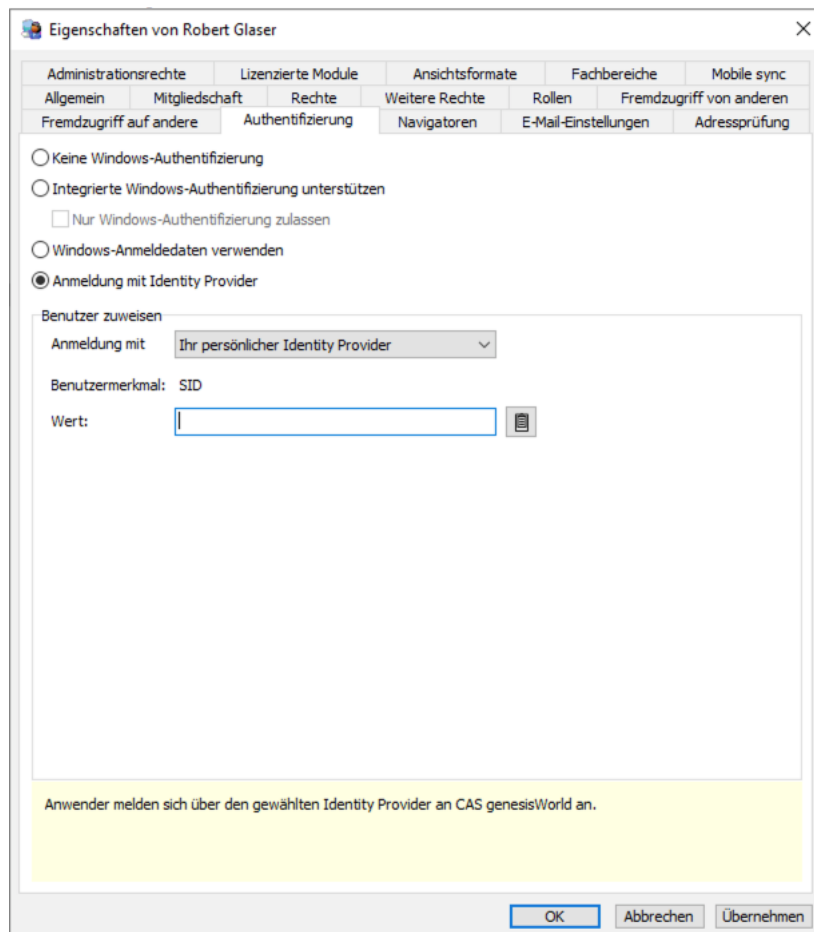 Eigenschaften von Robert Glaser
Administrationsrechte Lizenzierte Module Ansichtsformate Fachbereiche Mobile sync
Allgemein Mitgliedschaft Rechte Weitere Rechte Rollen Fremdzugriff von anderen
Fremdzugriff auf andere Authentifizierung Navigatoren E-Mail-Einstellungen Adressprüfung
Keine Windows-Authentifizierung
Integrierte Windows-Authentifizierung unterstützen
Nur Windows-Authentifizierung zulassen
Windows-Anmeldedaten verwenden
Anmeldung mit Identity Provider
Benutzer zuweisen
Anmeldung mit Ihr persönlicher Identity Provider
Benutzermerkmal: SID
Wert:
Anwender melden sich über den gewählten Identity Provider an CAS genesisWorld an.
OK Abbrechen Übernehmen